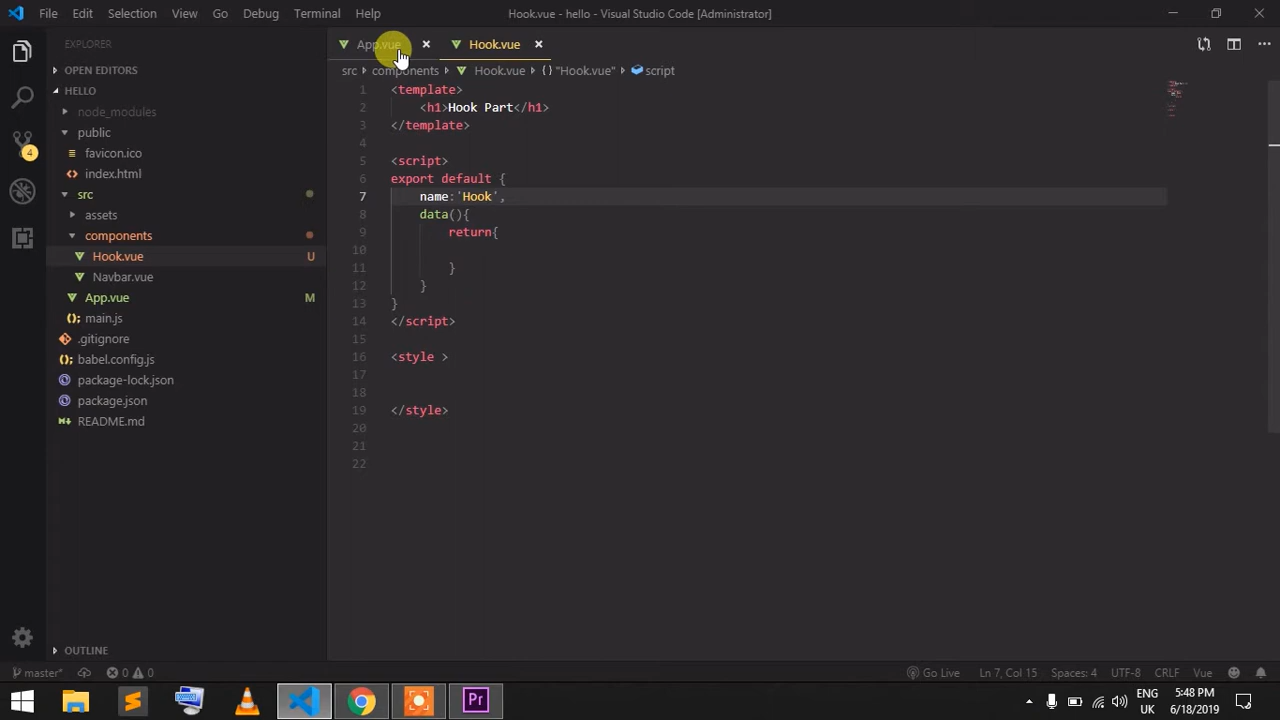 File Edit Selection View Go Debug Terminal Help
Hook.vue - hello - Visual Studio Code [Administrator]
EXPLORER
OPEN EDITORS
HELLO
node_modules
public
favicon.ico
index.html
src
assets
components
Hook.vue U
Navbar.vue
App.vue M
main.js
.gitignore
babel.config.js
package-lock.json
package.json
README.md
OUTLINE
4
App.vue
Hook.vue
src components Hook.vue {} "Hook.vue" script
1 <template>
2 <h1>Hook Part</h1>
3 </template>
4
5 <script>
6 export default {
7 name:'Hook',
8 data(){
9 return{
10
11 }
12 }
13 }
14 </script>
15
16 <style >
17
18
19 </style>
20
21
22
master* 0 0
Go Live Ln 7, Col 15 Spaces: 4 UTF-8 CRLF Vue
Pr
ENG
UK
5:48 PM
6/18/2019